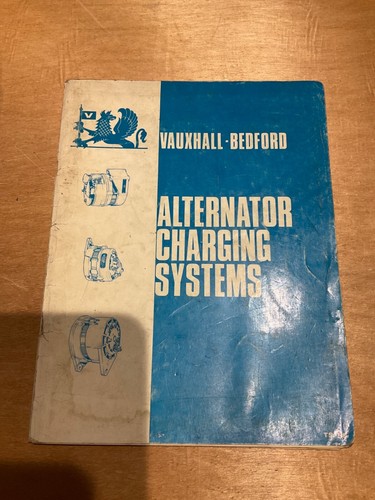 V
VAUXHALL-BEDFORD
ALTERNATOR
CHARGING
SYSTEMS